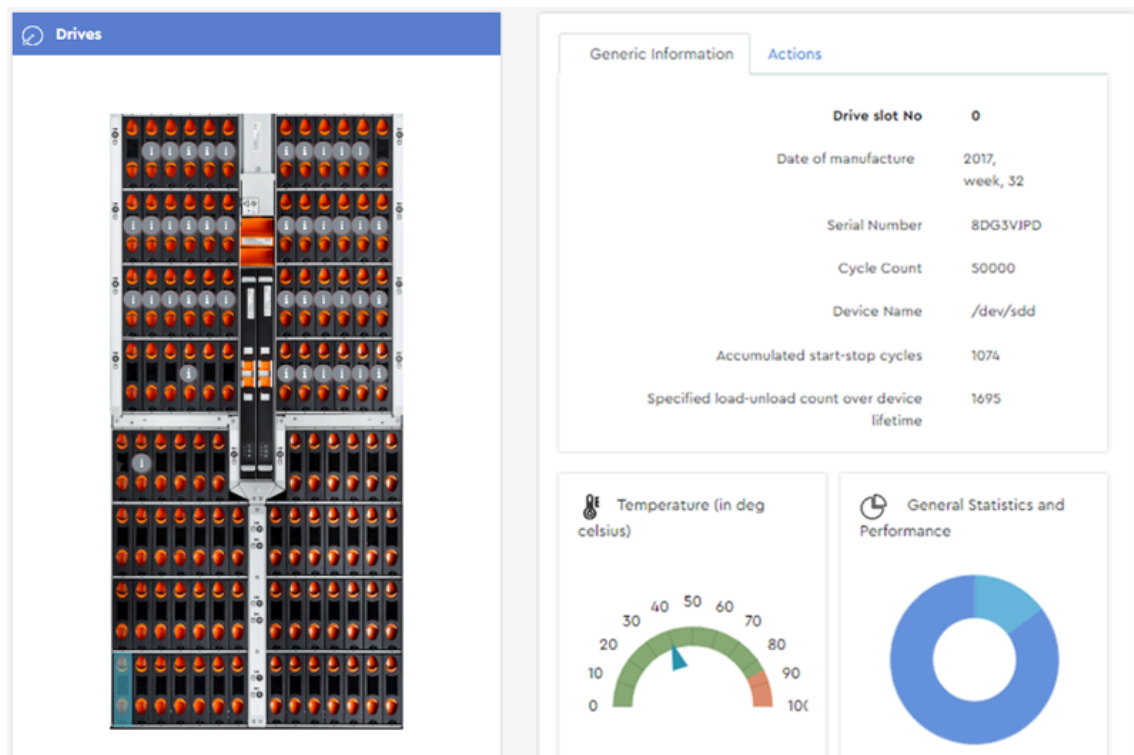 Drives
Generic Information
Actions
Drive slot No 0
Date of manufacture 2017,
week, 32
Serial Number 8DG3VJPD
Cycle Count 50000
Device Name /dev/sdd
Accumulated start-stop cycles 1074
Specified load-unload count over device 1695
lifetime
Temperature (in deg
celsius)
0
10
20
30
40
50
60
70
80
90
100
General Statistics and
Performance